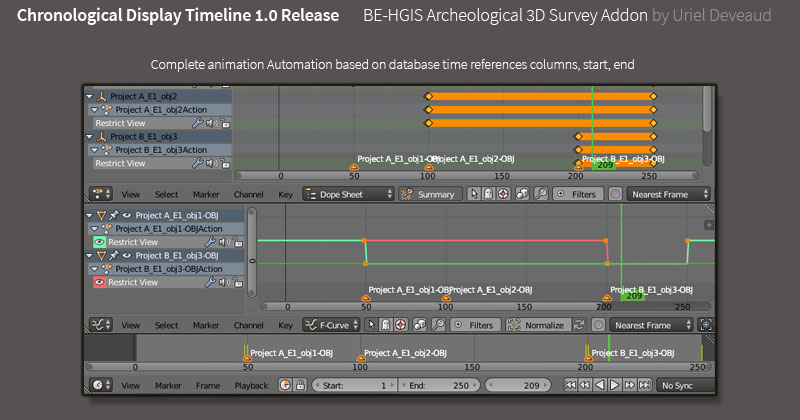 Chronological Display Timeline 1.0 Release BE-HGIS Archeological 3D Survey Addon by Uriel Deveaud
Complete animation Automation based on database time references columns, start, end
Project A_E1_obj2
Project A_E1_obj2Action
Restrict View
Project B_E1_obj3
Project B_E1_obj3Action
Restrict View
Project A_E1_obj1-OBJ Project A_E1_obj2-OBJ Project B_E1_obj3-OBJ
0 50 100 150 200 209 250
View Select Marker Channel Key Dope Sheet Summary Filters Nearest Frame
Project A_E1_obj1-OBJ
Project A_E1_obj1-OBJAction
Restrict View
Project B_E1_obj3-OBJ
Project B_E1_obj3-OBJAction
Restrict View
Project A_E1_obj1-OBJ Project A_E1_obj2-OBJ Project B_E1_obj3-OBJ
0 50 100 150 200 209 250
View Select Marker Channel Key F-Curve Filters Normalize Nearest Frame
Project A_E1_obj1-OBJ Project A_E1_obj2-OBJ Project B_E1_obj3-OBJ
0 50 100 150 200 250
View Marker Frame Playback Start: 1 End: 250 209 No Sync